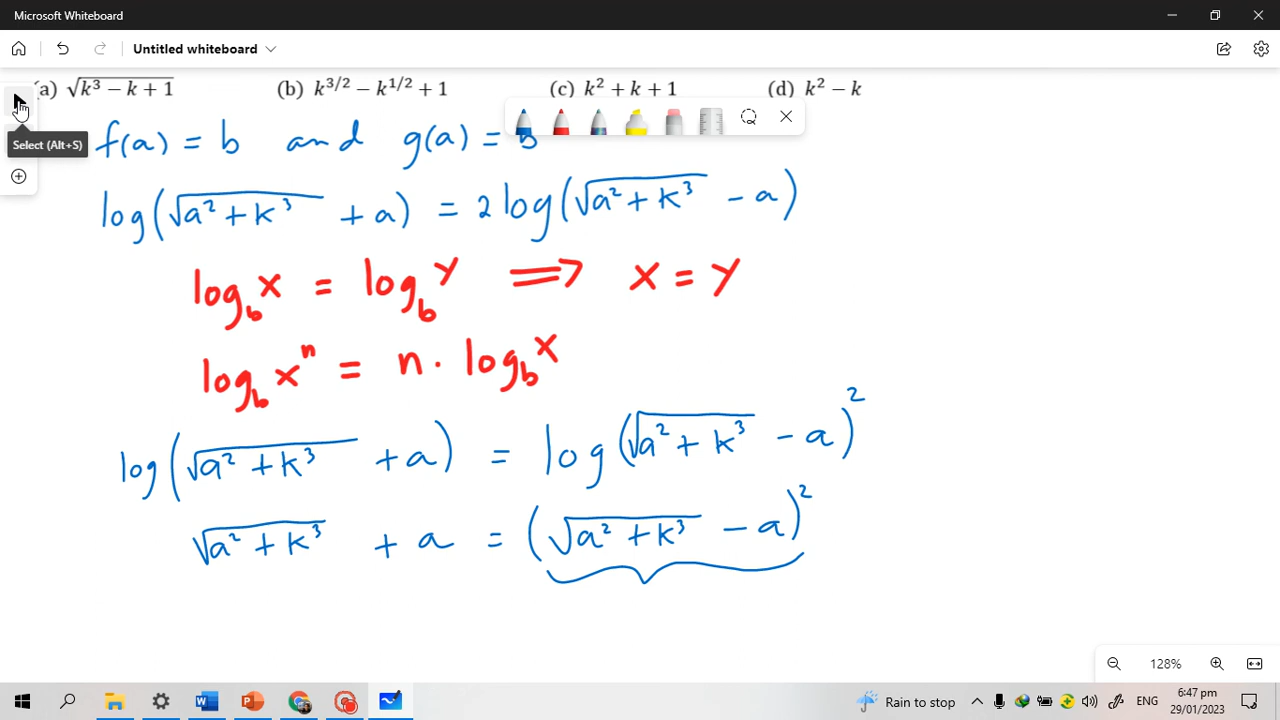 Microsoft Whiteboard
Untitled whiteboard
(a) √(k³ − k + 1) (b) k^{3/2} − k^{1/2} + 1 (c) k² + k + 1 (d) k² − k
Select (Alt+S)
f(a) = b and g(a) = b
log(√(a² + k³) + a) = 2 log(√(a² + k³) − a)
log_b x = log_b y ⟹ x = y
log_b x^n = n · log_b x
log(√(a² + k³) + a) = log(√(a² + k³) − a)²
√(a² + k³) + a = (√(a² + k³) − a)²
128%
Rain to stop
ENG
6:47 pm
29/01/2023